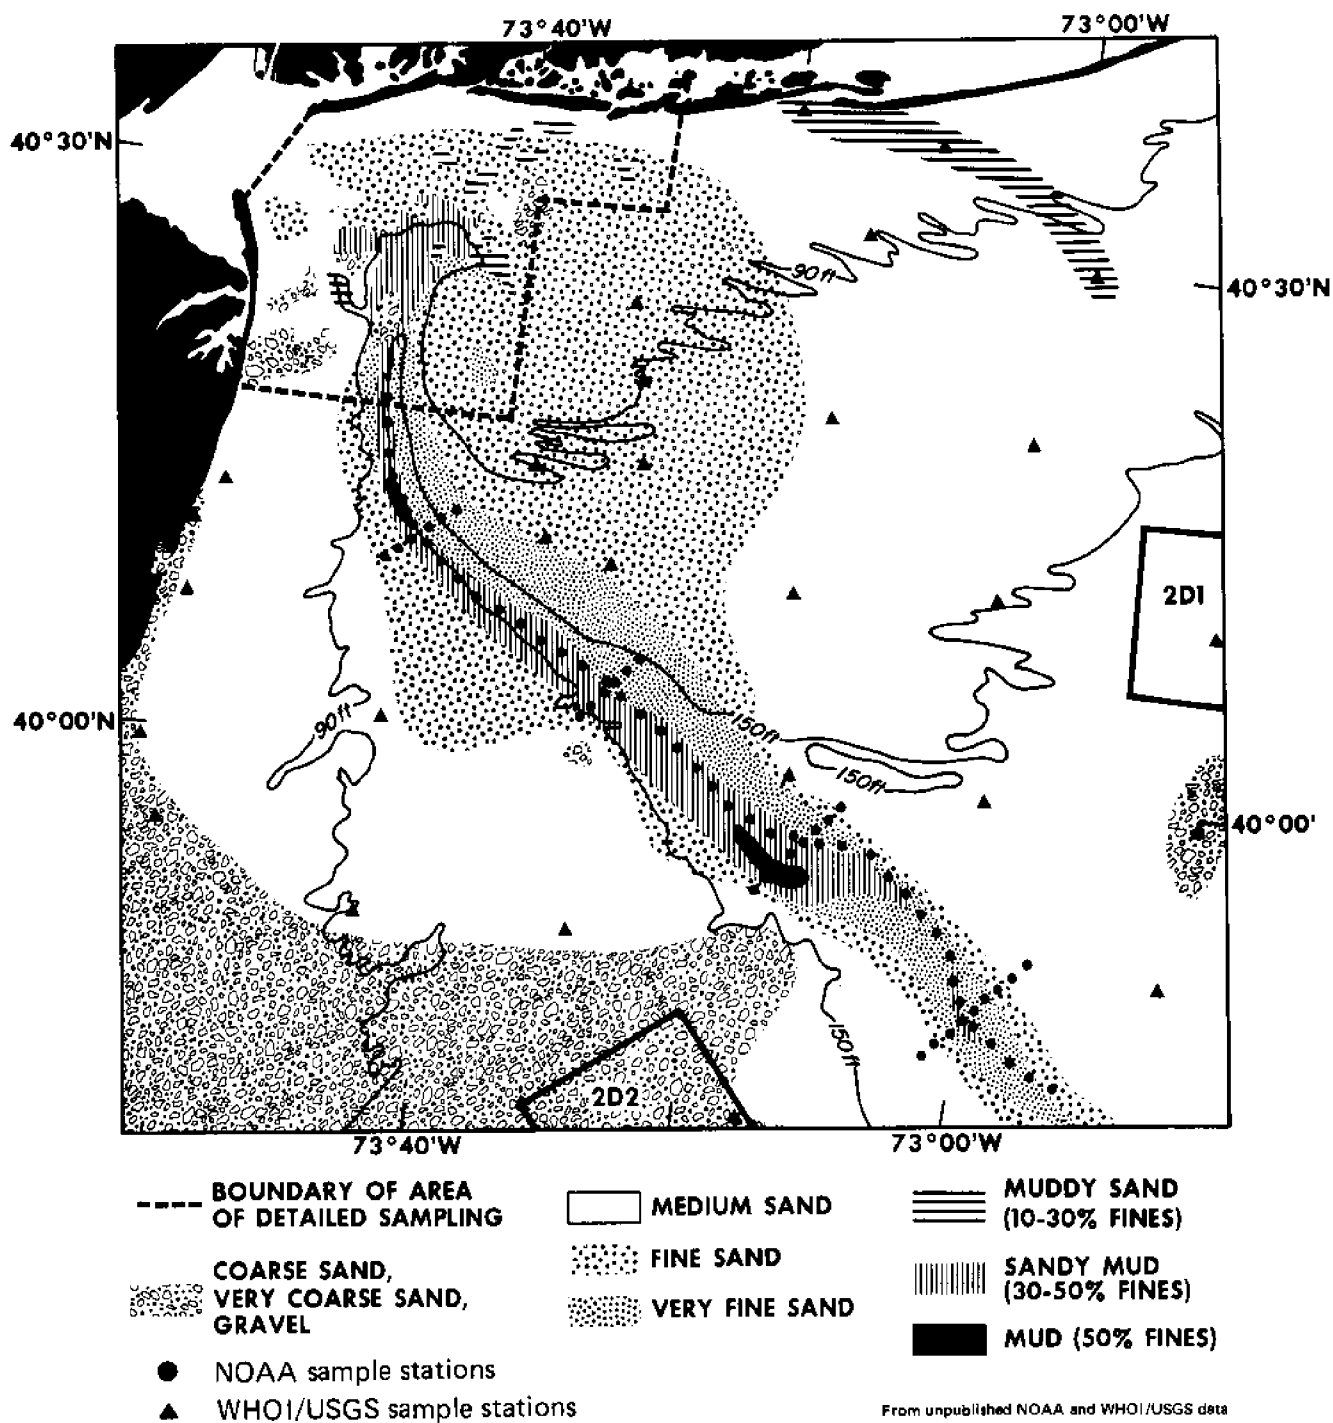 73°40'W
73°00'W
40°30'N
90ft
40°30'N
2D1
40°00'N
90ft
150ft
150ft
40°00'
150ft
2D2
73°40'W
73°00'W
BOUNDARY OF AREA
OF DETAILED SAMPLING
MEDIUM SAND
MUDDY SAND
(10-30% FINES)
COARSE SAND,
VERY COARSE SAND,
GRAVEL
FINE SAND
VERY FINE SAND
SANDY MUD
(30-50% FINES)
MUD (50% FINES)
NOAA sample stations
WHOI/USGS sample stations
From unpublished NOAA and WHOI/USGS data